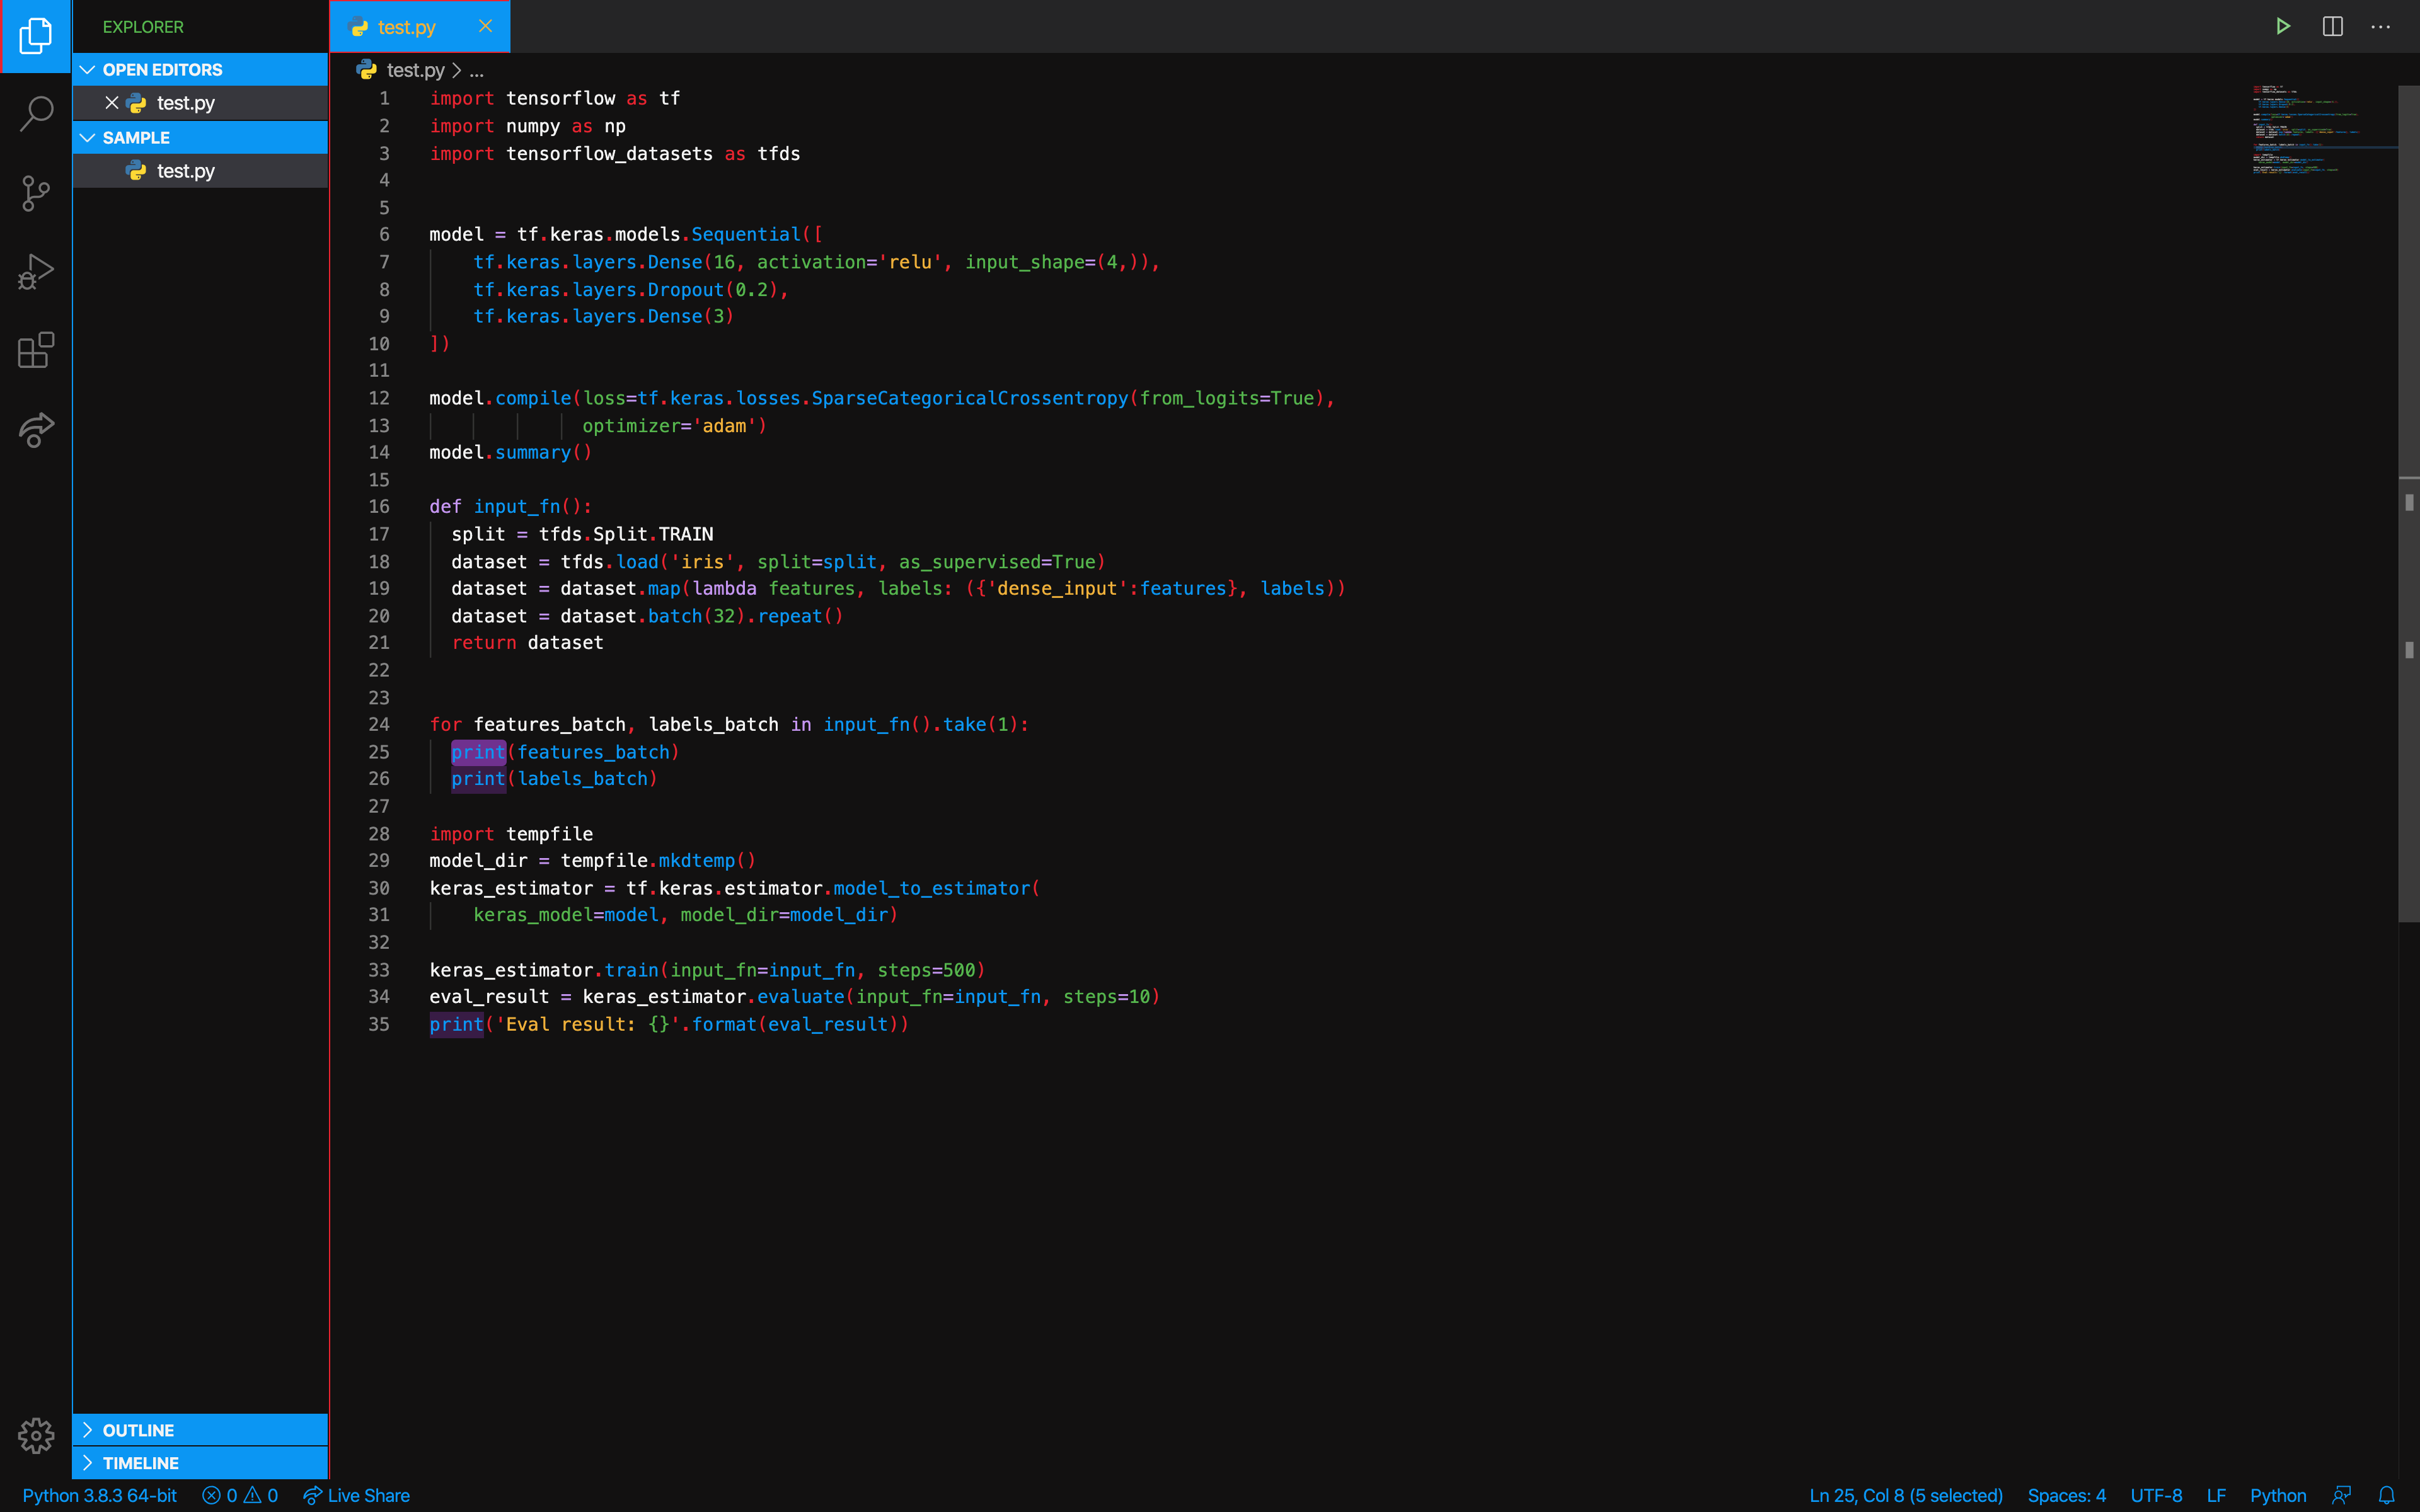 EXPLORER
OPEN EDITORS
test.py
SAMPLE
test.py
OUTLINE
TIMELINE
test.py
test.py > ...
1 import tensorflow as tf
2 import numpy as np
3 import tensorflow_datasets as tfds
4
5
6 model = tf.keras.models.Sequential([
7     tf.keras.layers.Dense(16, activation='relu', input_shape=(4,)),
8     tf.keras.layers.Dropout(0.2),
9     tf.keras.layers.Dense(3)
10 ])
11
12 model.compile(loss=tf.keras.losses.SparseCategoricalCrossentropy(from_logits=True),
13               optimizer='adam')
14 model.summary()
15
16 def input_fn():
17   split = tfds.Split.TRAIN
18   dataset = tfds.load('iris', split=split, as_supervised=True)
19   dataset = dataset.map(lambda features, labels: ({'dense_input':features}, labels))
20   dataset = dataset.batch(32).repeat()
21   return dataset
22
23
24 for features_batch, labels_batch in input_fn().take(1):
25   print(features_batch)
26   print(labels_batch)
27
28 import tempfile
29 model_dir = tempfile.mkdtemp()
30 keras_estimator = tf.keras.estimator.model_to_estimator(
31     keras_model=model, model_dir=model_dir)
32
33 keras_estimator.train(input_fn=input_fn, steps=500)
34 eval_result = keras_estimator.evaluate(input_fn=input_fn, steps=10)
35 print('Eval result: {}'.format(eval_result))
Python 3.8.3 64-bit 0 0 Live Share Ln 25, Col 8 (5 selected) Spaces: 4 UTF-8 LF Python